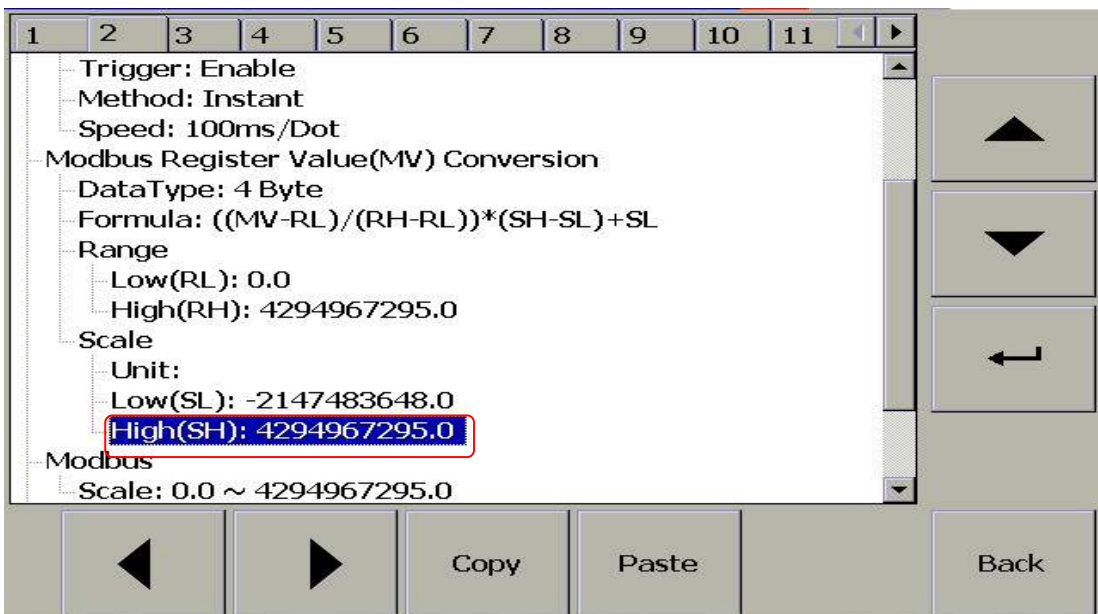 1 2 3 4 5 6 7 8 9 10 11
Trigger: Enable
Method: Instant
Speed: 100ms/Dot
Modbus Register Value(MV) Conversion
DataType: 4 Byte
Formula: ((MV-RL)/(RH-RL))*(SH-SL)+SL
Range
Low(RL): 0.0
High(RH): 4294967295.0
Scale
Unit:
Low(SL): -2147483648.0
High(SH): 4294967295.0
Modbus
Scale: 0.0 ~ 4294967295.0
Copy Paste Back